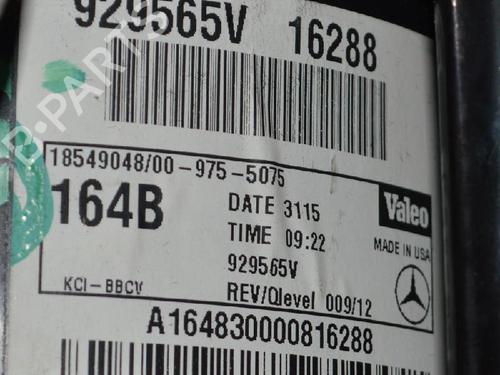 929565V 16288
18549048/00-975-5075
164B
DATE 3115
TIME 09:22
929565V
Valeo
MADE IN USA
KCI-BBCV
REV/Qlevel 009/12
A164830000816288